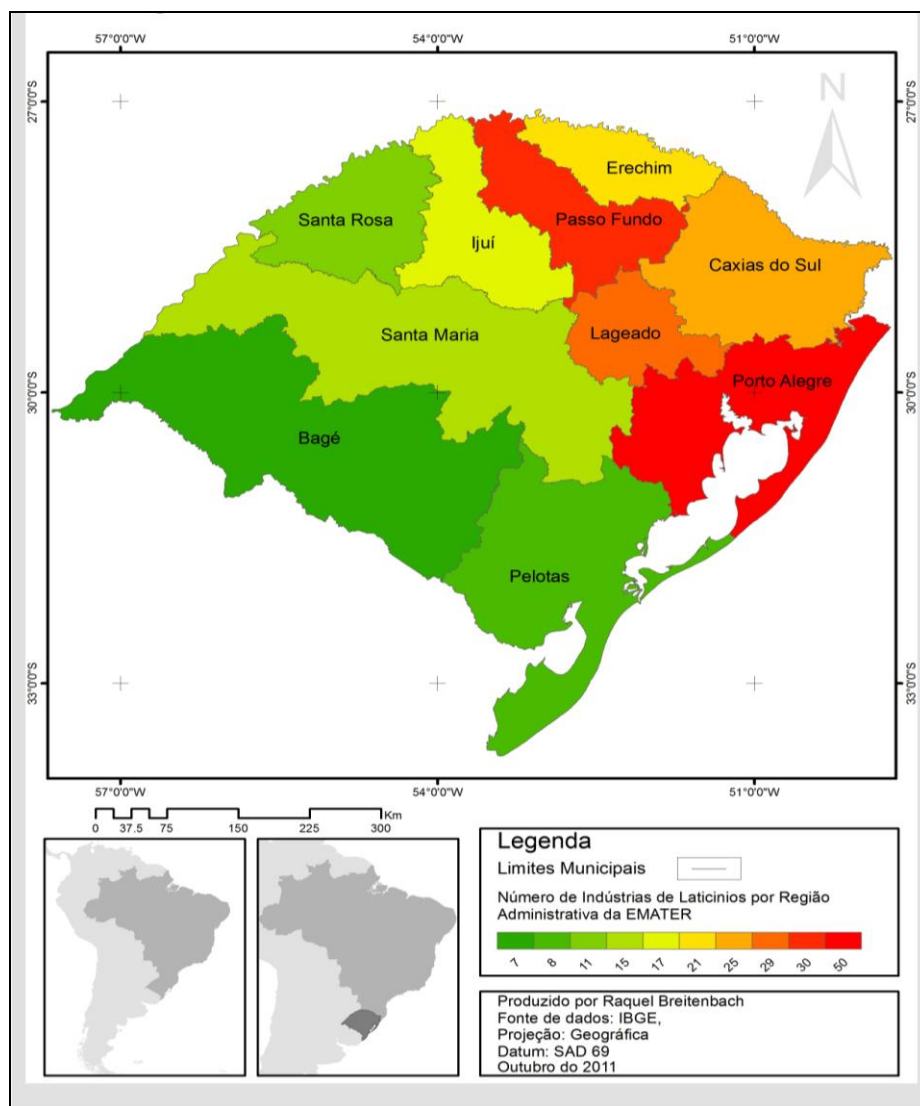 57°0'0"W 54°0'0"W 51°0'0"W
27°0'0"S 27°0'0"S
N
Erechim
Santa Rosa
Passo Fundo
Ijuí
Caxias do Sul
Santa Maria
Lageado
Porto Alegre
30°0'0"S 30°0'0"S
Bagé
Pelotas
33°0'0"S 33°0'0"S
57°0'0"W 54°0'0"W 51°0'0"W
Km
0 37.5 75 150 225 300
Legenda
Limites Municipais
Número de Indústrias de Laticinios por Região
Administrativa da EMATER
7 8 11 15 17 21 25 29 30 50
Produzido por Raquel Breitenbach
Fonte de dados: IBGE,
Projeção: Geográfica
Datum: SAD 69
Outubro do 2011